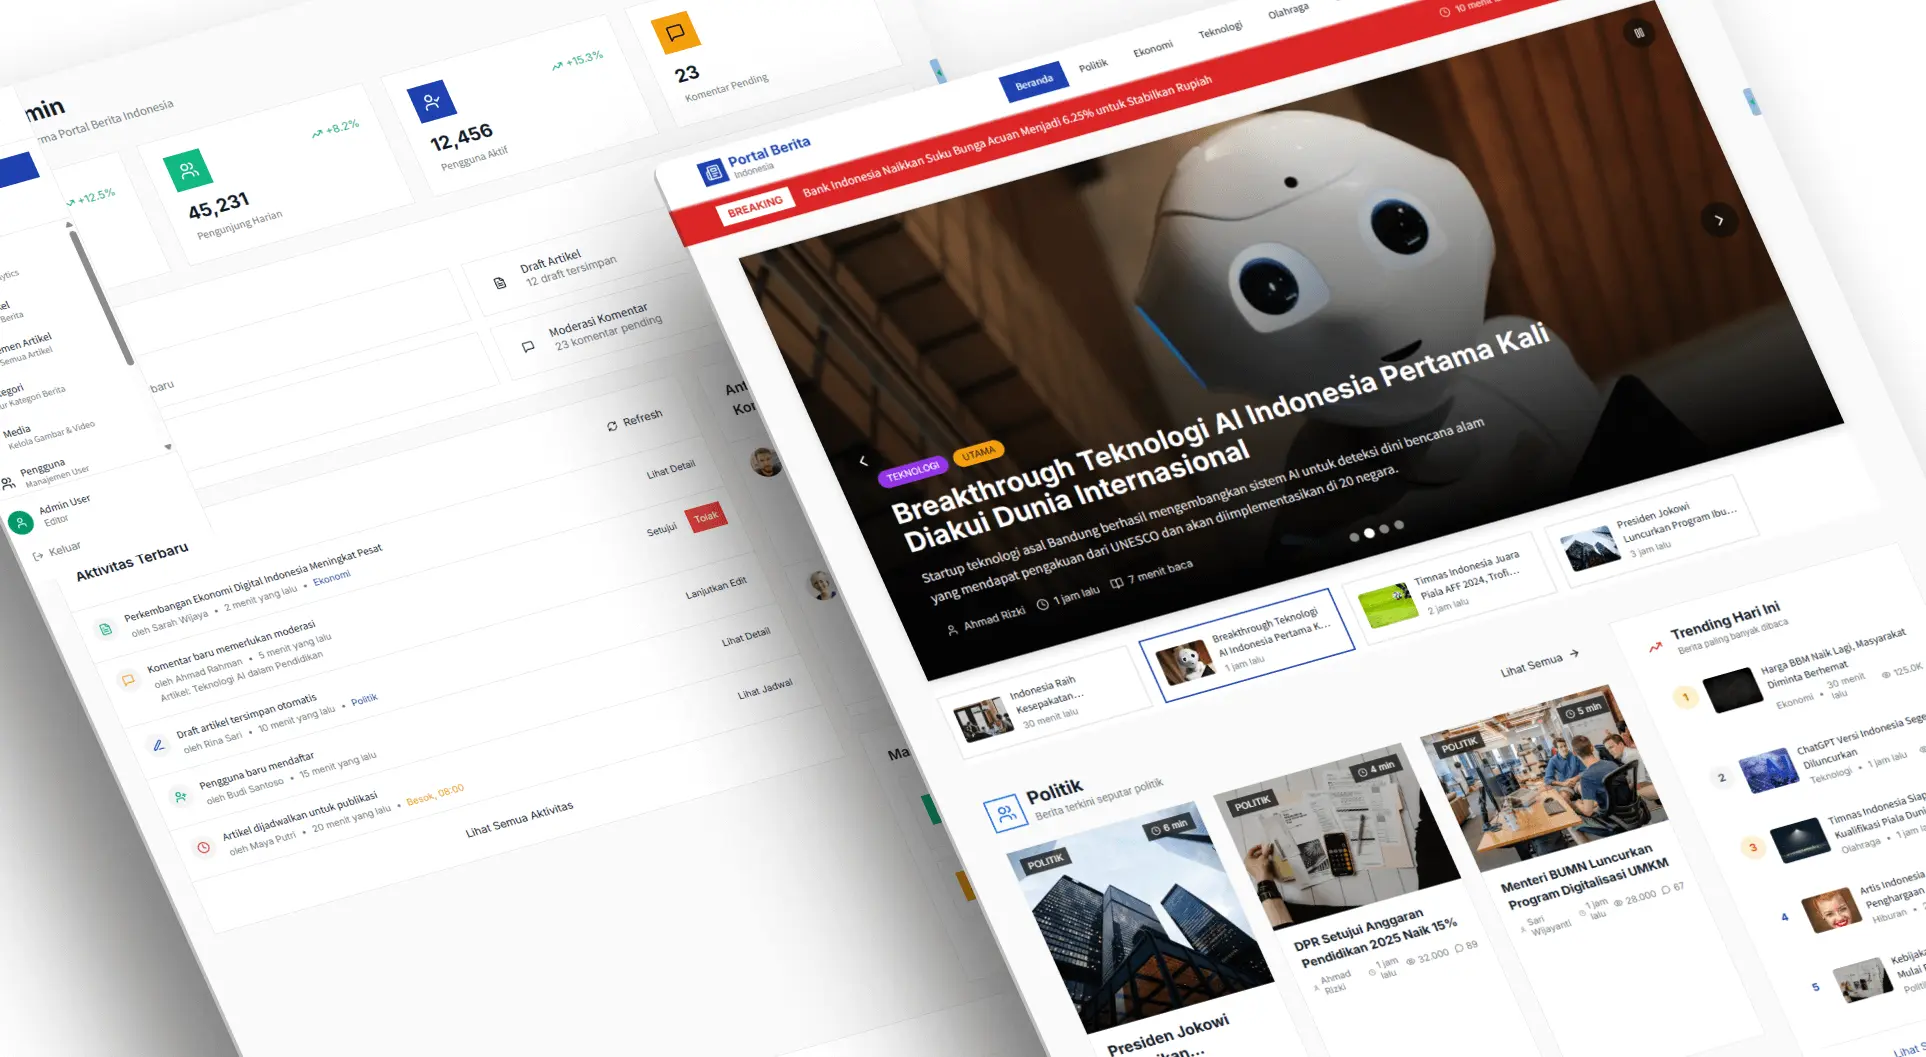 min
rma Portal Berita Indonesia
+12.5%
+8.2%
45,231
Pengunjung Harian
+15.3%
12,456
Pengguna Aktif
23
Komentar Pending
ytics
el
Berita
men Artikel
Semua Artikel
egori
ur Kategori Berita
Media
Kelola Gambar & Video
Pengguna
Manajemen User
Admin User
Editor
Keluar
baru
Draft Artikel
12 draft tersimpan
Moderasi Komentar
23 komentar pending
Refresh
Aktivitas Terbaru
Perkembangan Ekonomi Digital Indonesia Meningkat Pesat
oleh Sarah Wijaya • 2 menit yang lalu • Ekonomi
Lihat Detail
Komentar baru memerlukan moderasi
oleh Ahmad Rahman • 5 menit yang lalu
Artikel: Teknologi AI dalam Pendidikan
Setujui
Tolak
Draft artikel tersimpan otomatis
oleh Rina Sari • 10 menit yang lalu • Politik
Lanjutkan Edit
Pengguna baru mendaftar
oleh Budi Santoso • 15 menit yang lalu
Lihat Detail
Artikel dijadwalkan untuk publikasi
oleh Maya Putri • 20 menit yang lalu • Besok, 08:00
Lihat Jadwal
Lihat Semua Aktivitas
Ant
Kor
Ma
Portal Berita
Indonesia
Beranda
Politik
Ekonomi
Teknologi
Olahraga
BREAKING
Bank Indonesia Naikkan Suku Bunga Acuan Menjadi 6.25% untuk Stabilkan Rupiah
10 menit
TEKNOLOGI
UTAMA
Breakthrough Teknologi AI Indonesia Pertama Kali
Diakui Dunia Internasional
Startup teknologi asal Bandung berhasil mengembangkan sistem AI untuk deteksi dini bencana alam
yang mendapat pengakuan dari UNESCO dan akan diimplementasikan di 20 negara.
Ahmad Rizki
1 jam lalu
7 menit baca
Indonesia Raih
Kesepakatan...
30 menit lalu
Breakthrough Teknologi
AI Indonesia Pertama K...
1 jam lalu
Timnas Indonesia Juara
Piala AFF 2024, Trofi...
2 jam lalu
Presiden Jokowi
Luncurkan Program Ibu...
3 jam lalu
Politik
Berita terkini seputar politik
Lihat Semua
POLITIK
6 min
Presiden Jokowi
POLITIK
4 min
DPR Setujui Anggaran
Pendidikan 2025 Naik 15%
Ahmad
Rizki
1 jam
lalu
32.000
89
POLITIK
5 min
Menteri BUMN Luncurkan
Program Digitalisasi UMKM
Sari
Wijayanti
1 jam
lalu
28.000
67
Trending Hari Ini
Berita paling banyak dibaca
1
Harga BBM Naik Lagi, Masyarakat
Diminta Berhemat
Ekonomi • 30 menit
lalu
125.0K
2
ChatGPT Versi Indonesia Sege
Diluncurkan
Teknologi • 1 jam lalu
3
Timnas Indonesia Siap
Kualifikasi Piala Duni
Olahraga • 1 jam
4
Artis Indonesia
Penghargaan
Hiburan
5
Kebijak
Mulai
Politi
Lihat S